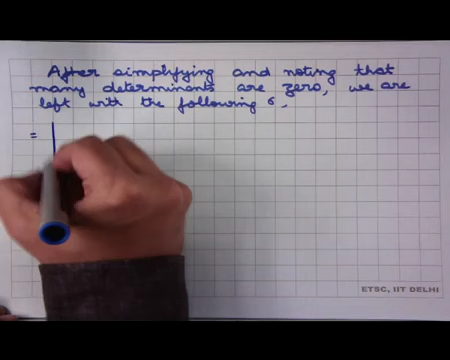 After simplifying and noting that
many determinants are zero, we are
left with the following 6.
=
ETSC, IIT DELHI